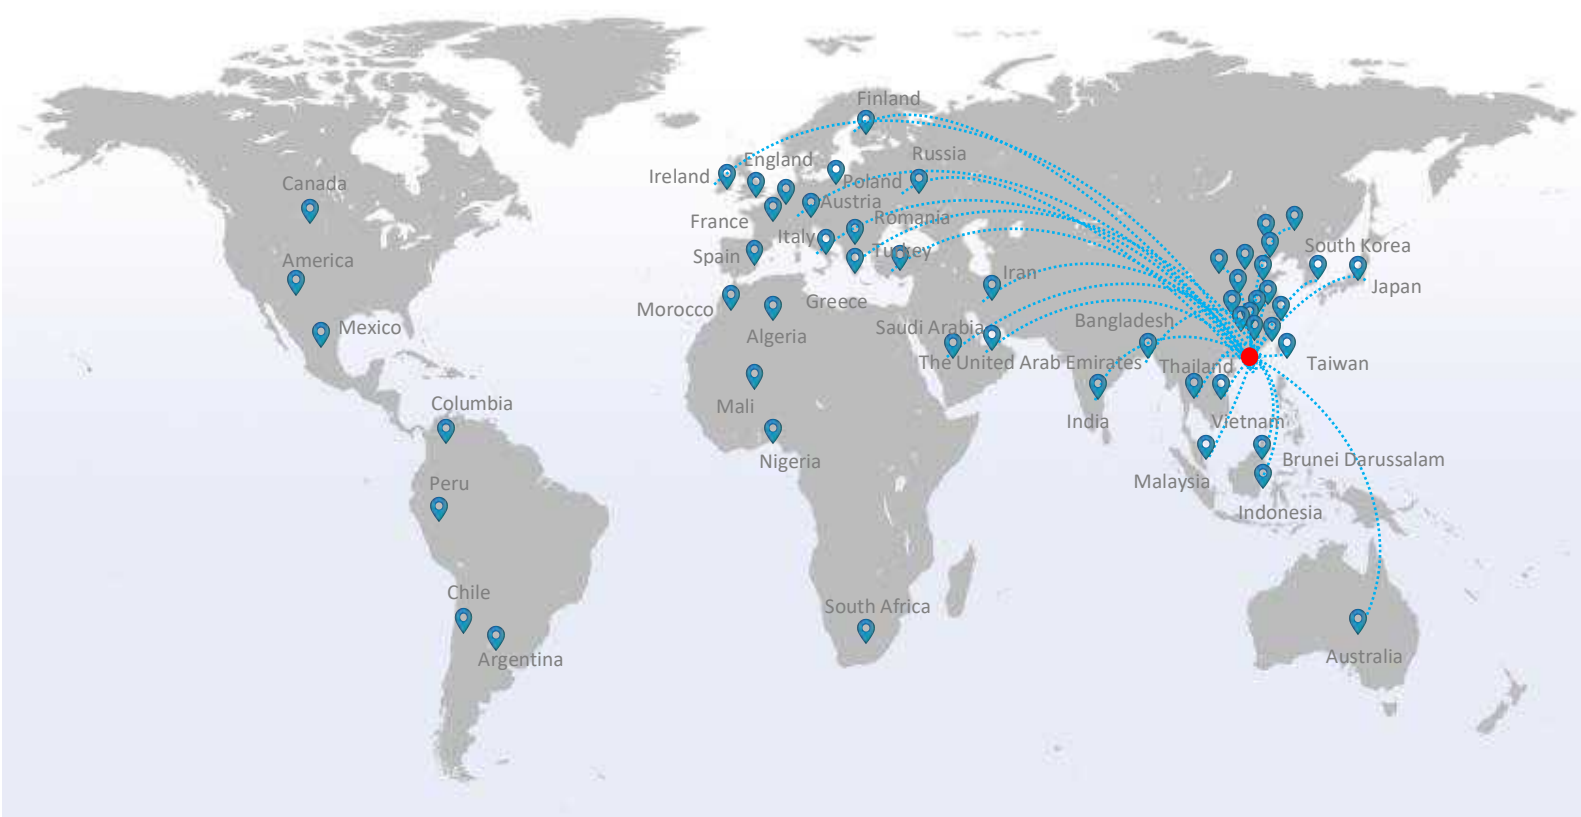 Finland
England
Russia
Ireland
Poland
Canada
Austria
France
Romania
Italy
South Korea
Spain
Turkey
America
Iran
Japan
Morocco
Greece
Mexico
Algeria
Saudi Arabia
Bangladesh
The United Arab Emirates
Thailand
Taiwan
Columbia
Mali
India
Vietnam
Nigeria
Brunei Darussalam
Peru
Malaysia
Indonesia
Chile
South Africa
Argentina
Australia